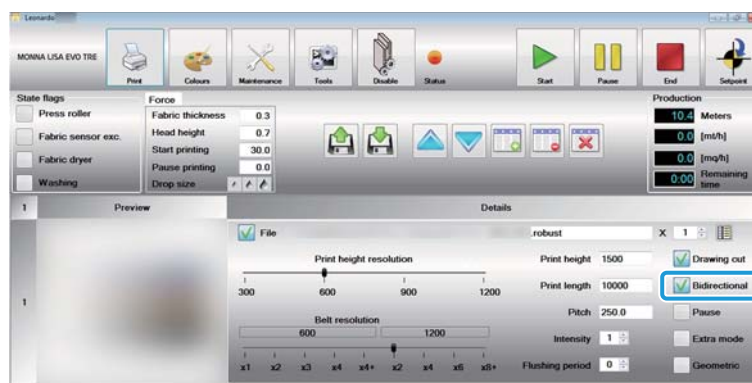 Leonardo
MONNA LISA EVO TRE
Print Colours Maintenance Tools Disable Status Start Pause End Setpoint
State flags
Press roller
Fabric sensor exc.
Fabric dryer
Washing
Force
Fabric thickness 0.3
Head height 0.7
Start printing 30.0
Pause printing 0.0
Drop size
Production
10.4 Meters
0.0 [mt/h]
0.0 [mq/h]
0:00 Remaining time
1 Preview Details
1
File .robust X 1
Print height resolution
300 600 900 1200
Belt resolution
600 1200
x1 x2 x3 x4 x4+ x2 x4 x6 x8+
Print height 1500
Print length 10000
Pitch 250.0
Intensity 1
Flushing period 0
Drawing cut
Bidirectional
Pause
Extra mode
Geometric